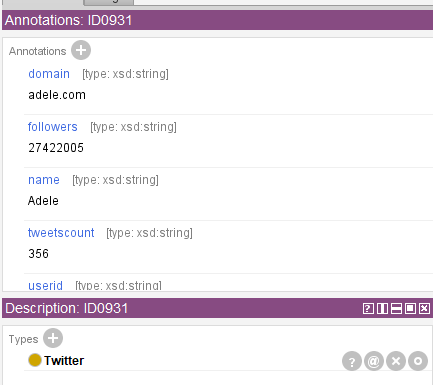 Annotations: ID0931
Annotations
domain [type: xsd:string]
adele.com
followers [type: xsd:string]
27422005
name [type: xsd:string]
Adele
tweetscount [type: xsd:string]
356
userid [type: xsd:string]
Description: ID0931
Types
Twitter